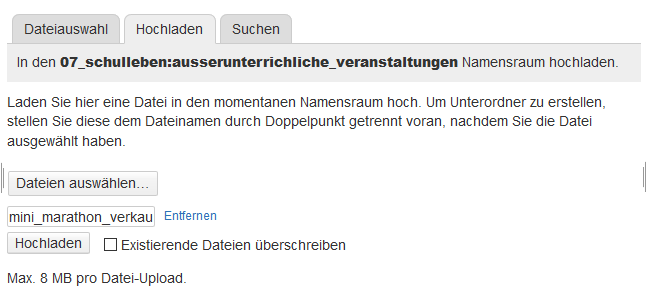 Dateiauswahl Hochladen Suchen
In den 07_schulleben:ausserunterrichliche_veranstaltungen Namensraum hochladen.
Laden Sie hier eine Datei in den momentanen Namensraum hoch. Um Unterordner zu erstellen,
stellen Sie diese dem Dateinamen durch Doppelpunkt getrennt voran, nachdem Sie die Datei
ausgewählt haben.
Dateien auswählen…
mini_marathon_verkau Entfernen
Hochladen Existierende Dateien überschreiben
Max. 8 MB pro Datei-Upload.